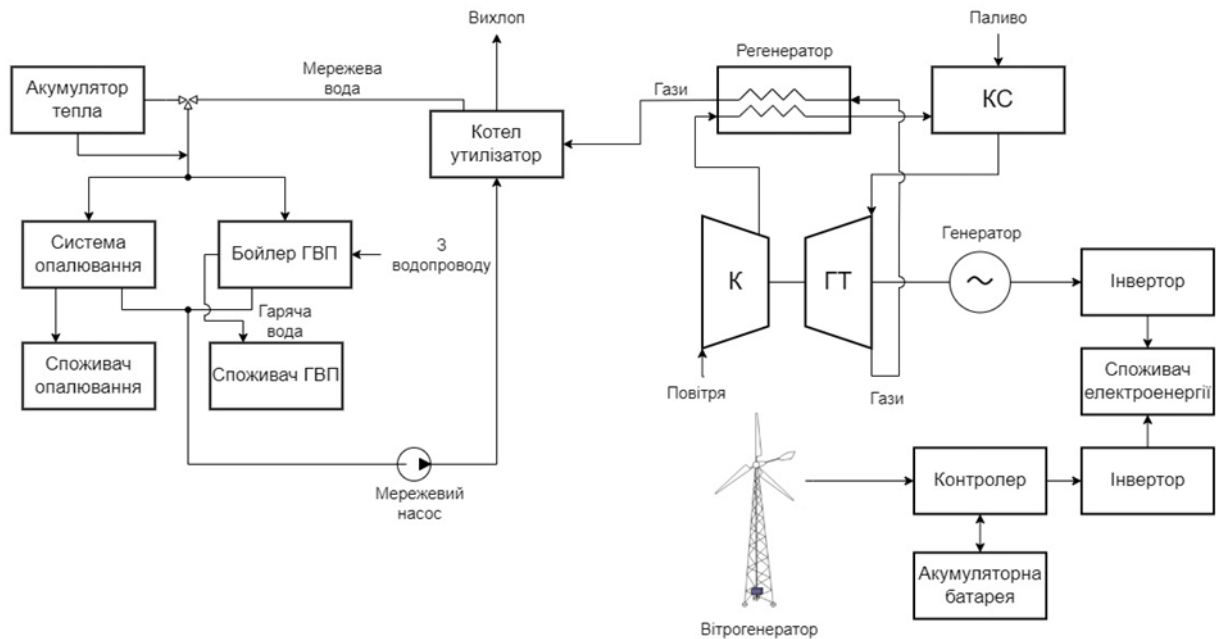 Вихлоп
Паливо
Регенератор
Мережева
вода
Акумулятор
тепла
Гази
КС
Котел
утилізатор
Система
опалювання
Бойлер ГВП
З
водопроводу
К
ГТ
Генератор
Інвертор
Гаряча
вода
Споживач
опалювання
Споживач ГВП
Повітря
Гази
Споживач
електроенергії
Мережевий
насос
Контролер
Інвертор
Акумуляторна
батарея
Вітрогенератор